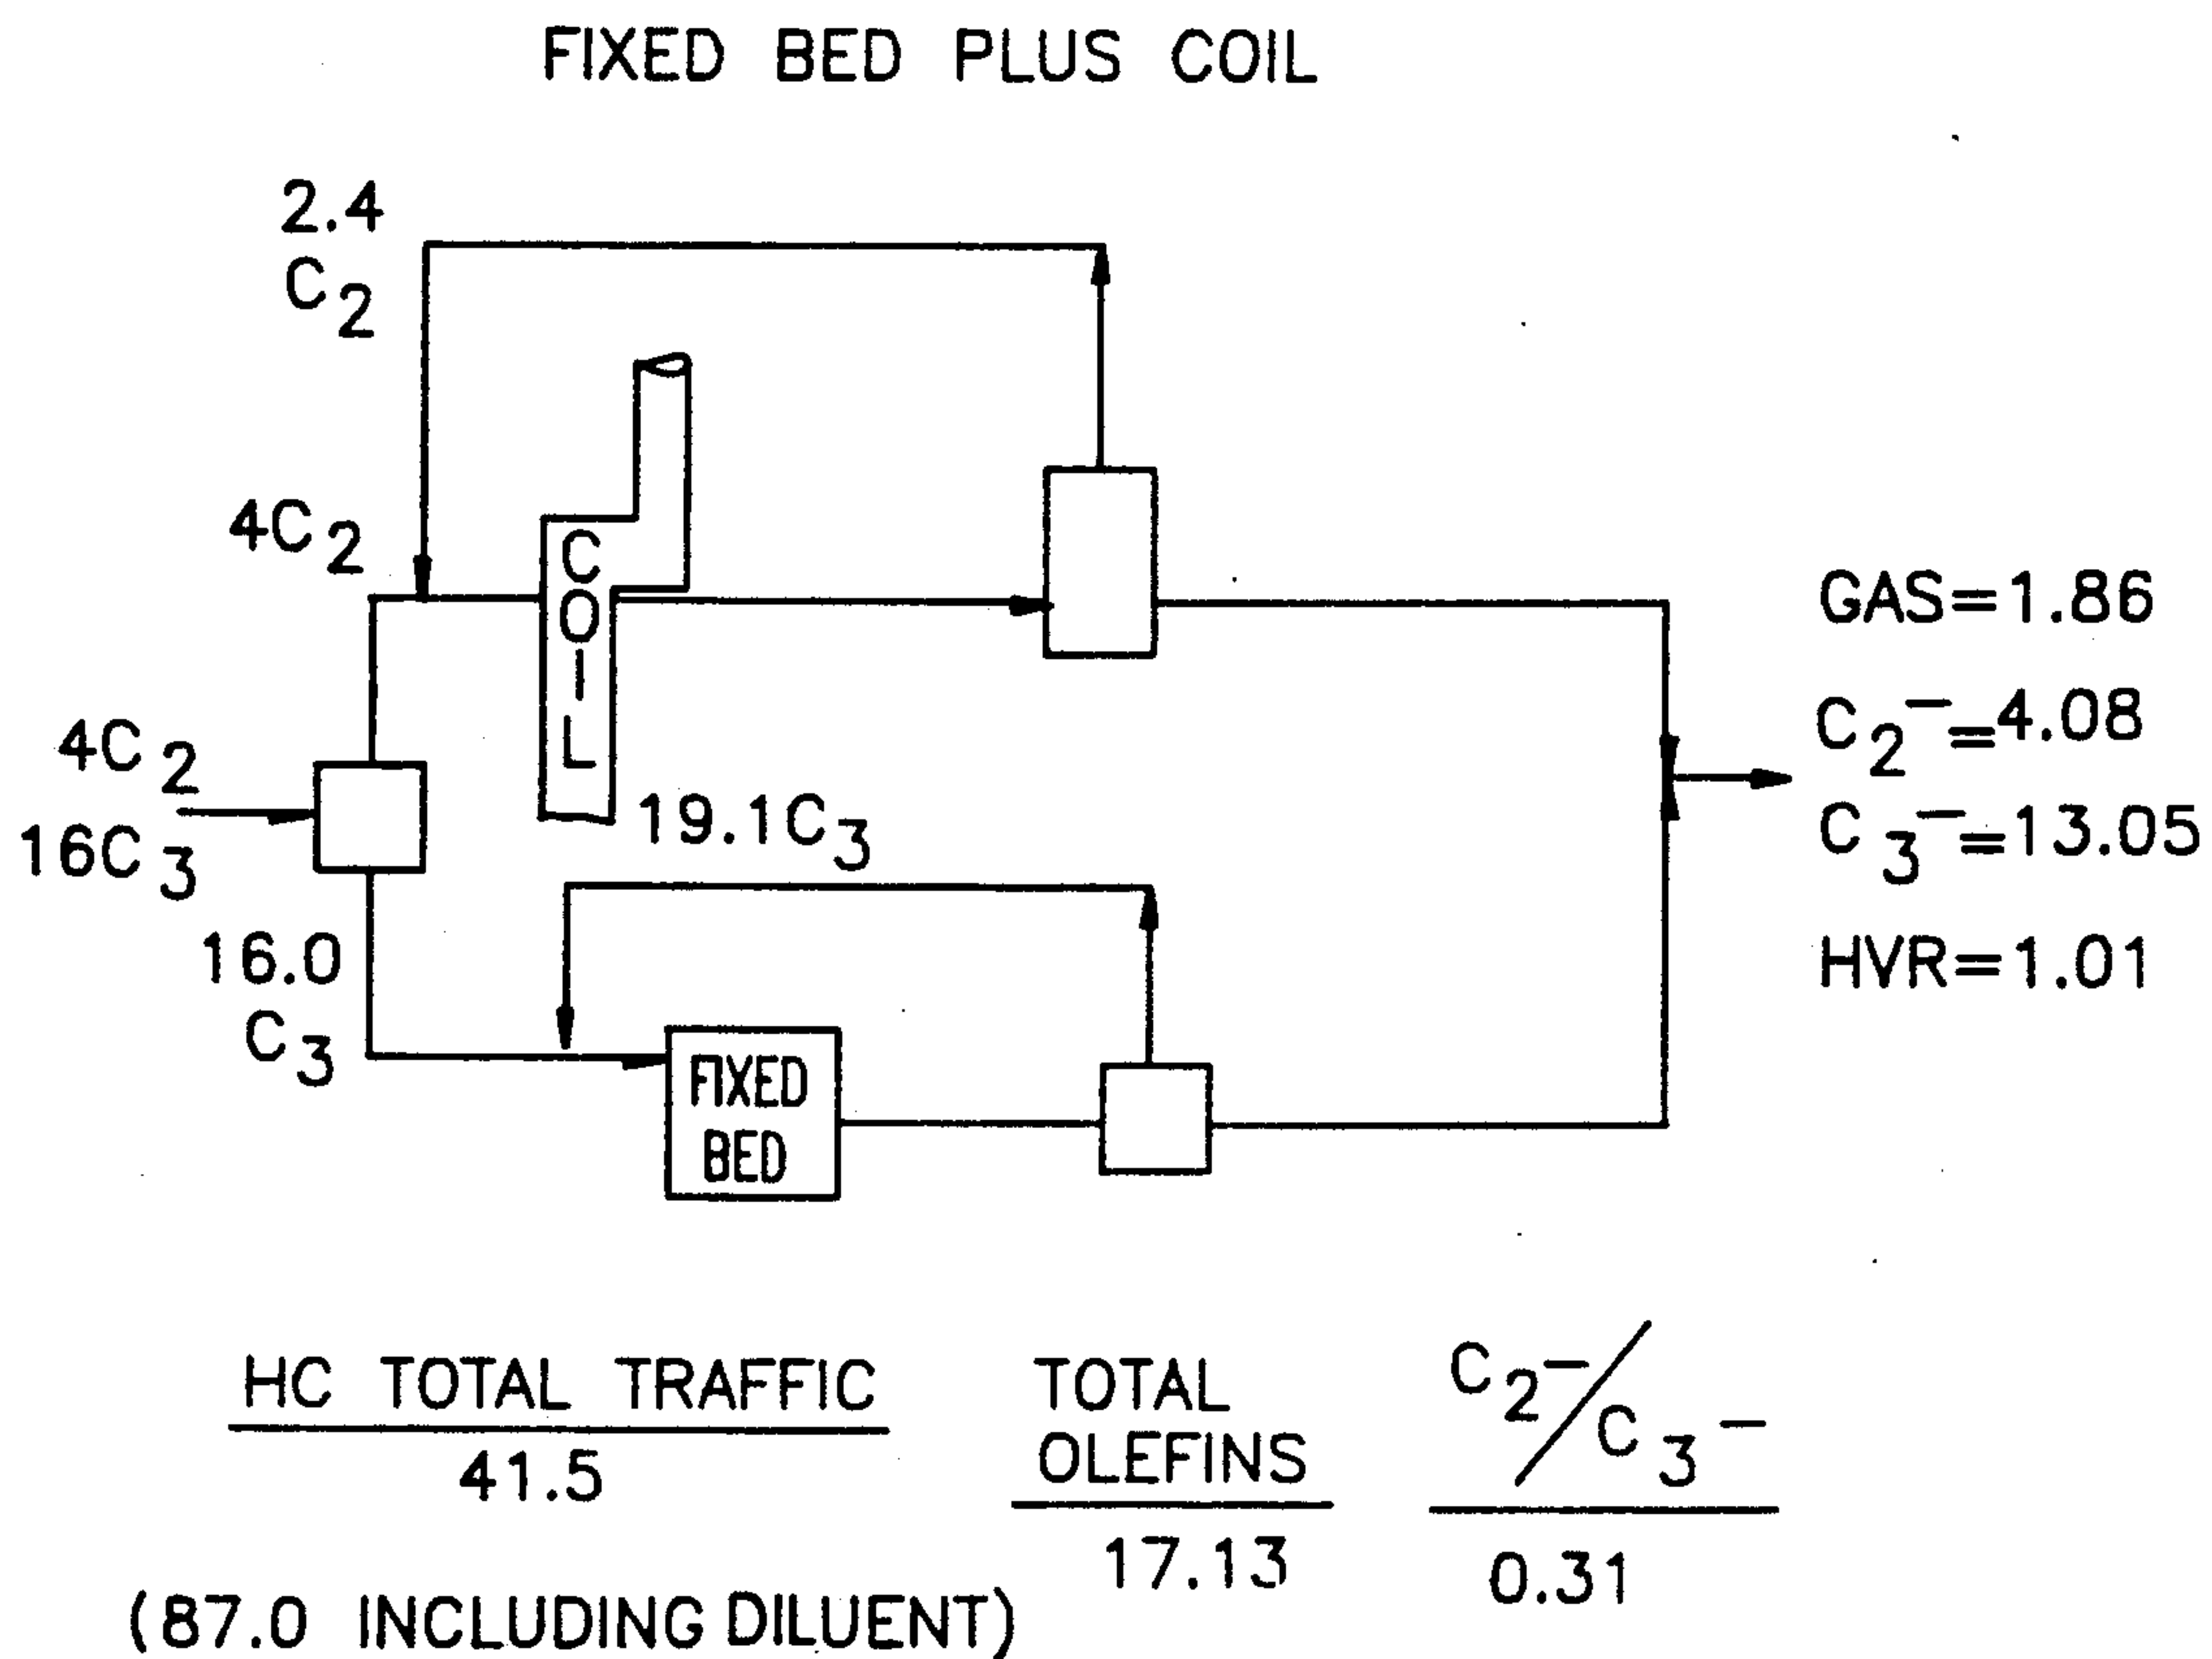 FIXED BED PLUS COIL
2.4
C₂
4C₂
COIL
GAS=1.86
C₂⁻=4.08
4C₂
16C₃
19.1C₃
C₃⁻=13.05
16.0
C₃
HVR=1.01
FIXED
BED
HC TOTAL TRAFFIC
41.5
(87.0 INCLUDING DILUENT)
TOTAL
OLEFINS
17.13
C₂⁻/C₃⁻
0.31